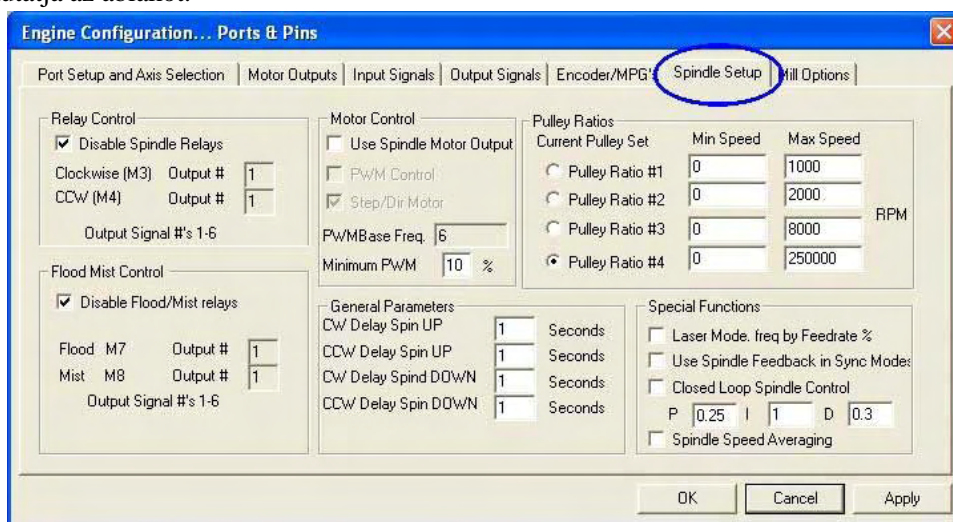 az ablakot.
Engine Configuration... Ports & Pins
Port Setup and Axis Selection
Motor Outputs
Input Signals
Output Signals
Encoder/MPG's
Spindle Setup
Mill Options
Relay Control
Disable Spindle Relays
Clockwise (M3) Output # 1
CCW (M4) Output # 1
Output Signal #'s 1-6
Flood Mist Control
Disable Flood/Mist relays
Flood M7 Output # 1
Mist M8 Output # 1
Output Signal #'s 1-6
Motor Control
Use Spindle Motor Output
PWM Control
Step/Dir Motor
PWMBase Freq. 6
Minimum PWM 10 %
General Parameters
CW Delay Spin UP 1 Seconds
CCW Delay Spin UP 1 Seconds
CW Delay Spind DOWN 1 Seconds
CCW Delay Spin DOWN 1 Seconds
Pulley Ratios
Current Pulley Set Min Speed Max Speed
Pulley Ratio #1 0 1000
Pulley Ratio #2 0 2000
Pulley Ratio #3 0 8000
Pulley Ratio #4 0 250000
RPM
Special Functions
Laser Mode. freq by Feedrate %
Use Spindle Feedback in Sync Modes
Closed Loop Spindle Control
P 0.25 I 1 D 0.3
Spindle Speed Averaging
OK
Cancel
Apply